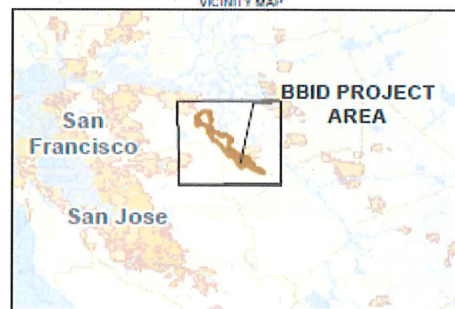 VICINITY MAP
BBID PROJECT
AREA
San
Francisco
San Jose